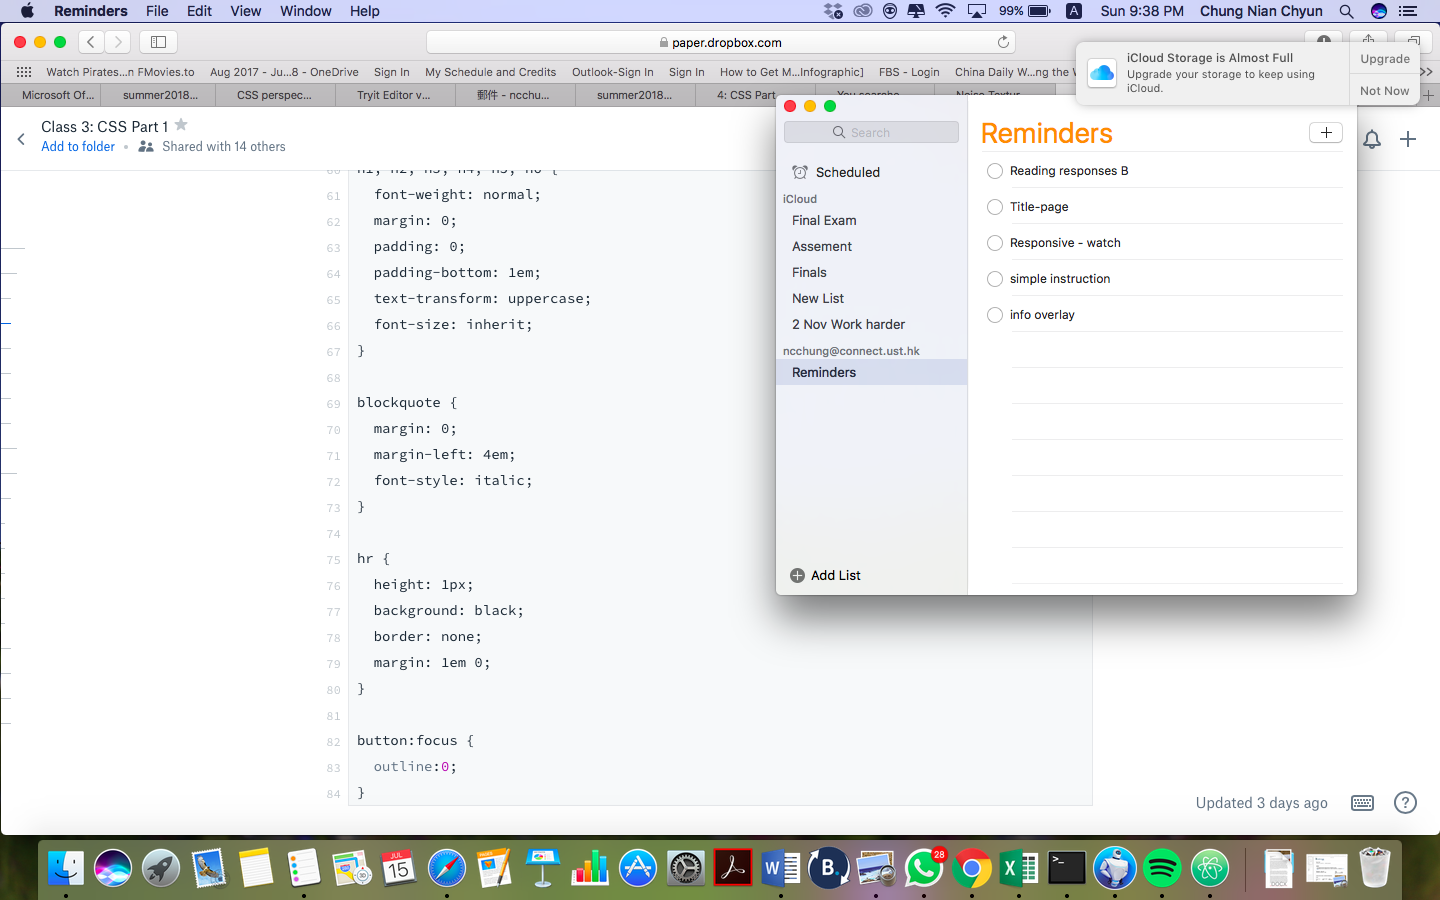 Reminders File Edit View Window Help 99% A Sun 9:38 PM Chung Nian Chyun
paper.dropbox.com
Watch Pirates...n FMovies.to Aug 2017 - Ju...8 - OneDrive Sign In My Schedule and Credits Outlook-Sign In Sign In How to Get M...Infographic] FBS - Login China Daily W...ng the W
Microsoft Of... summer2018... CSS perspec... Tryit Editor v... 郵件 - ncchu... summer2018... 4: CSS Part
iCloud Storage is Almost Full
Upgrade your storage to keep using
iCloud.
Upgrade
Not Now
Class 3: CSS Part 1
Add to folder Shared with 14 others
60 h1, h2, h3, h4, h5, h6 {
61 font-weight: normal;
62 margin: 0;
63 padding: 0;
64 padding-bottom: 1em;
65 text-transform: uppercase;
66 font-size: inherit;
67 }
68
69 blockquote {
70 margin: 0;
71 margin-left: 4em;
72 font-style: italic;
73 }
74
75 hr {
76 height: 1px;
77 background: black;
78 border: none;
79 margin: 1em 0;
80 }
81
82 button:focus {
83 outline:0;
84 }
Search
Scheduled
iCloud
Final Exam
Assement
Finals
New List
2 Nov Work harder
ncchung@connect.ust.hk
Reminders
Add List
Reminders
Reading responses B
Title-page
Responsive - watch
simple instruction
info overlay
Updated 3 days ago
JUL
15
28
DOCX